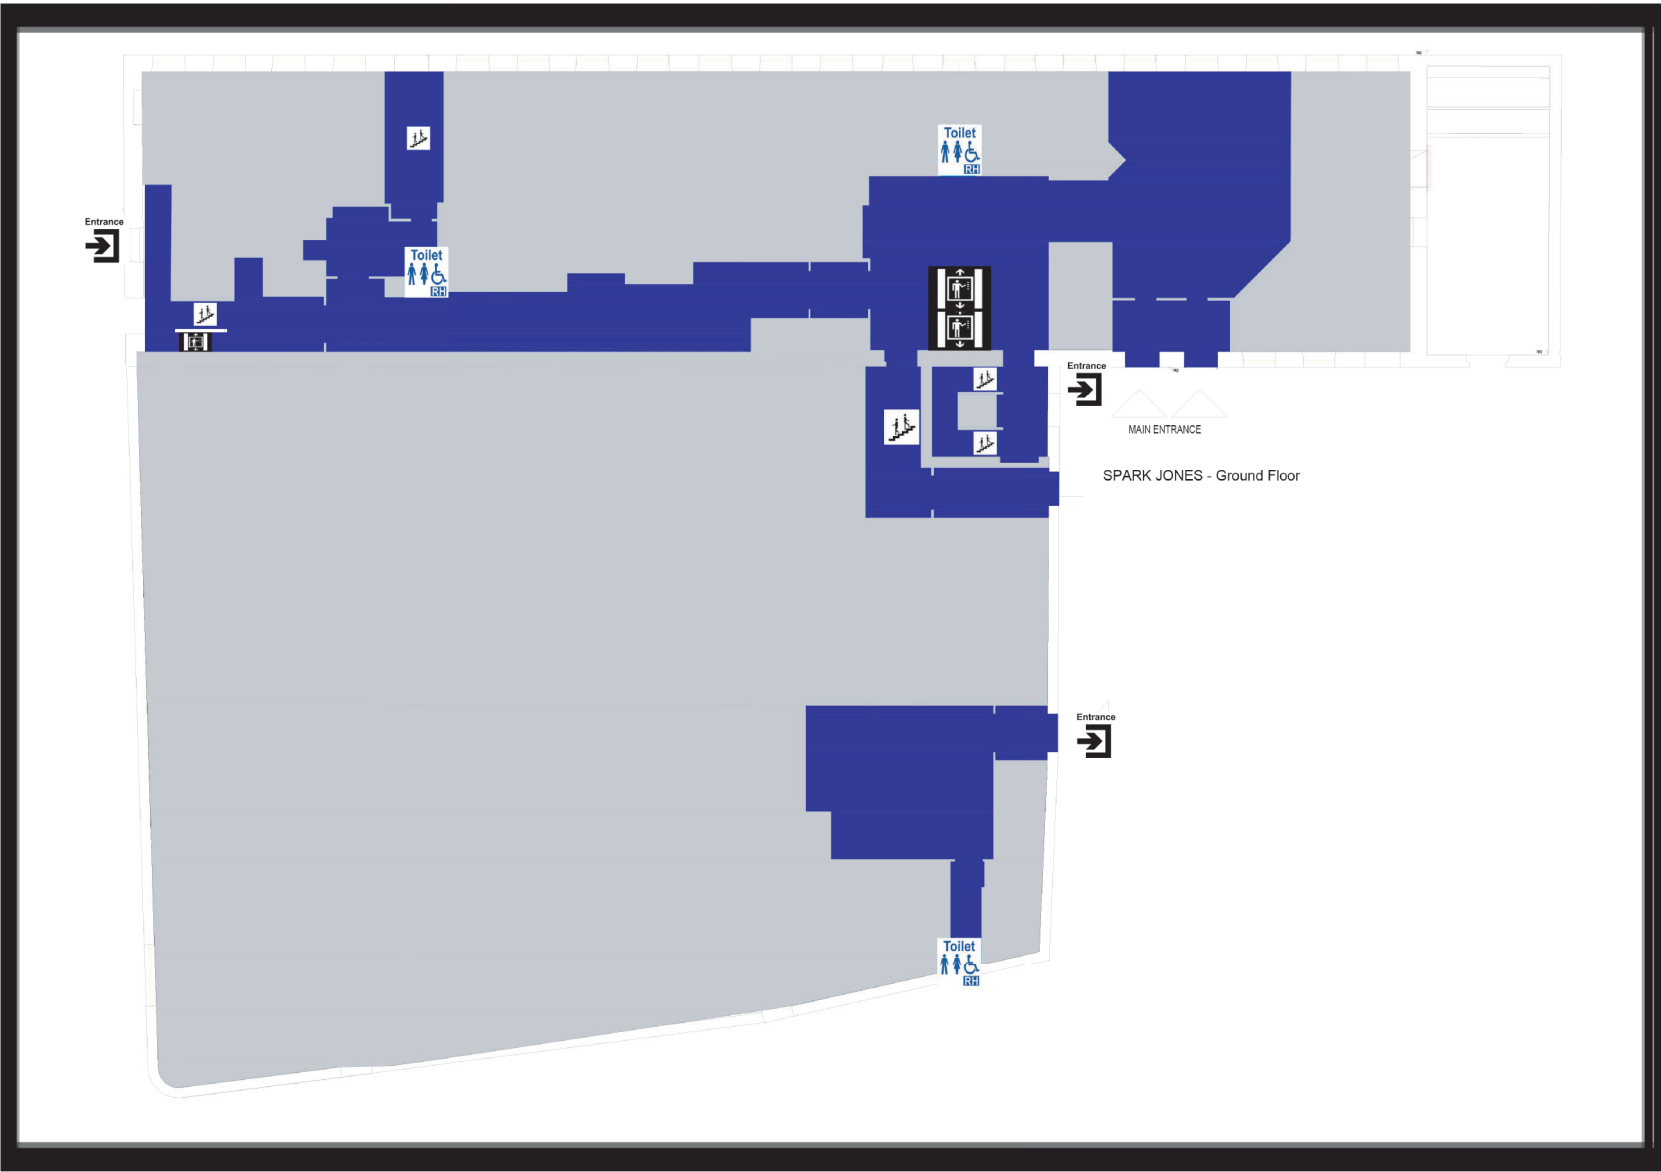 Toilet
RH
Entrance
Toilet
RH
Entrance
MAIN ENTRANCE
SPARK JONES - Ground Floor
Entrance
Toilet
RH